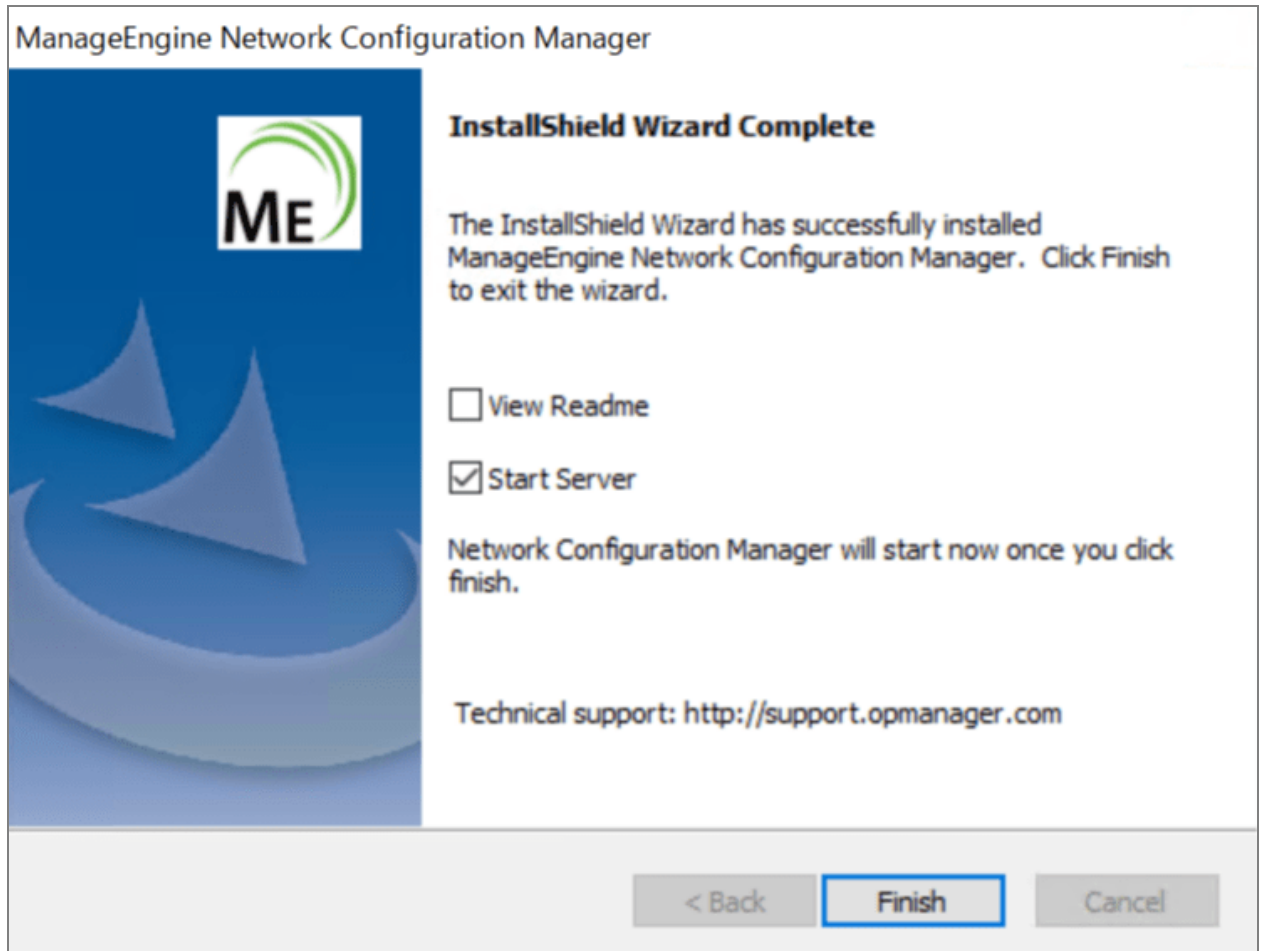 ManageEngine Network Configuration Manager
ME
InstallShield Wizard Complete
The InstallShield Wizard has successfully installed
ManageEngine Network Configuration Manager.  Click Finish
to exit the wizard.
View Readme
Start Server
Network Configuration Manager will start now once you click
finish.
Technical support: http://support.opmanager.com
< Back
Finish
Cancel